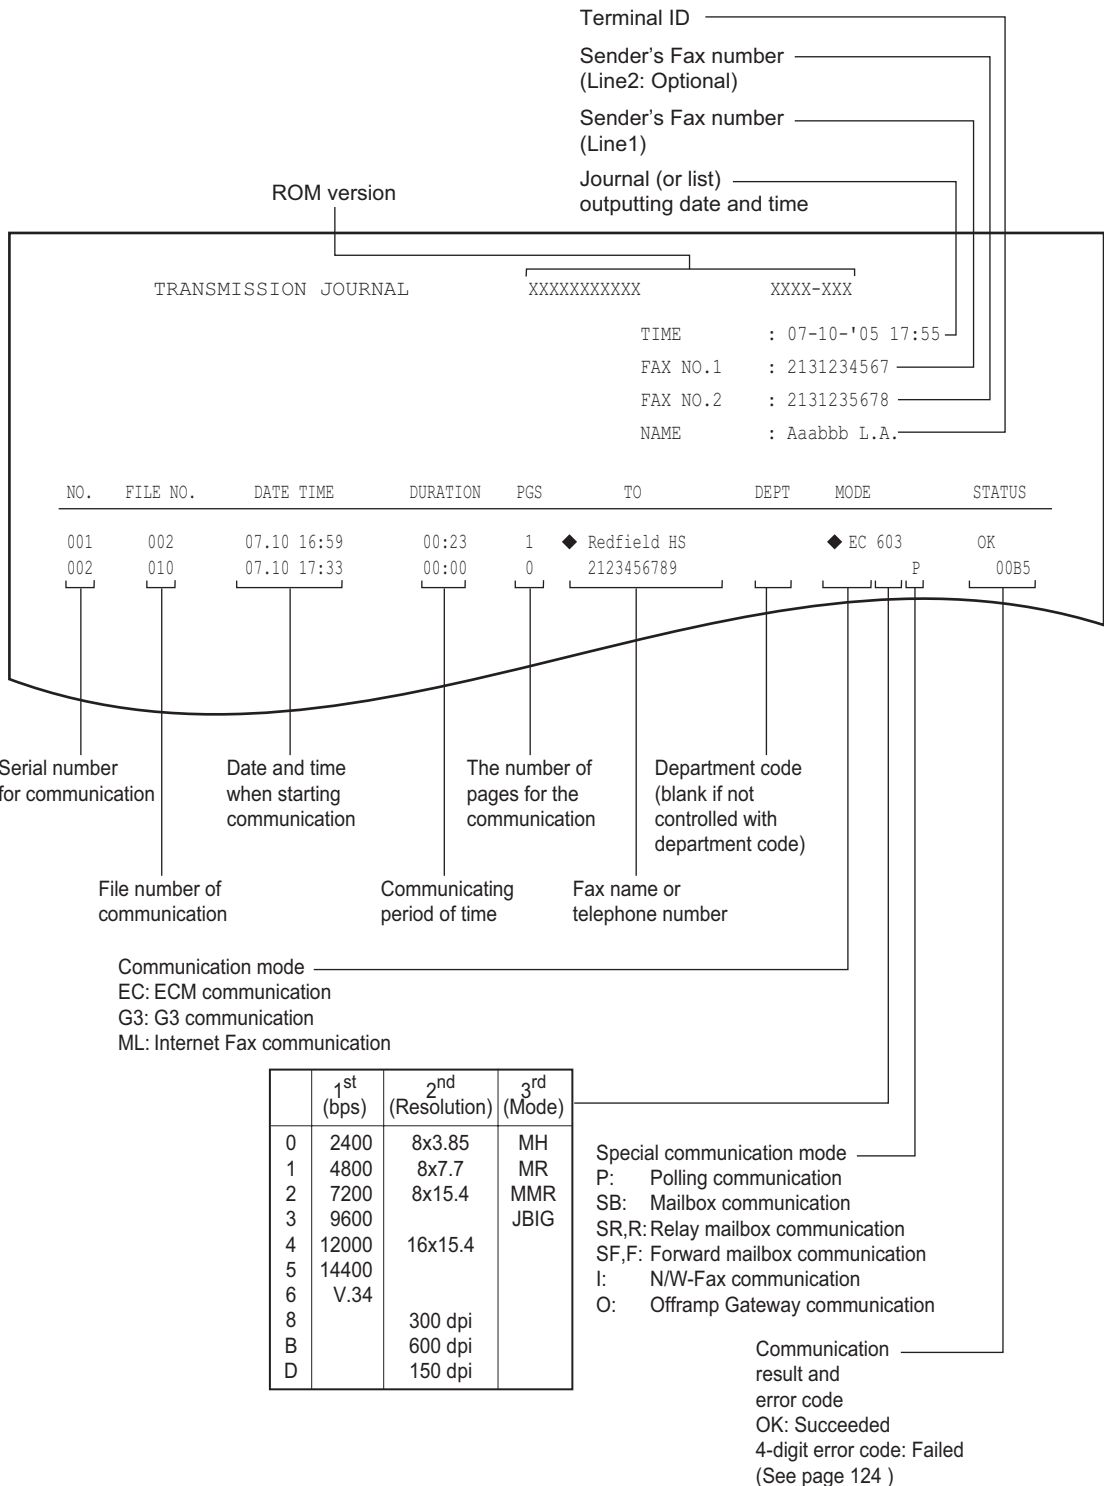 Terminal ID
Sender's Fax number
(Line2: Optional)
Sender's Fax number
(Line1)
Journal (or list)
outputting date and time
ROM version
TRANSMISSION JOURNAL XXXXXXXXXXX XXXX-XXX
TIME : 07-10-'05 17:55
FAX NO.1 : 2131234567
FAX NO.2 : 2131235678
NAME : Aaabbb L.A.
NO. FILE NO. DATE TIME DURATION PGS TO DEPT MODE STATUS
001 002 07.10 16:59 00:23 1 ◆ Redfield HS ◆ EC 603 OK
002 010 07.10 17:33 00:00 0 2123456789 P 00B5
Serial number
for communication
Date and time
when starting
communication
The number of
pages for the
communication
Department code
(blank if not
controlled with
department code)
File number of
communication
Communicating
period of time
Fax name or
telephone number
Communication mode
EC: ECM communication
G3: G3 communication
ML: Internet Fax communication
1st (bps) 2nd (Resolution) 3rd (Mode)
0 2400 8x3.85 MH
1 4800 8x7.7 MR
2 7200 8x15.4 MMR
3 9600 JBIG
4 12000 16x15.4
5 14400
6 V.34
8 300 dpi
B 600 dpi
D 150 dpi
Special communication mode
P: Polling communication
SB: Mailbox communication
SR,R: Relay mailbox communication
SF,F: Forward mailbox communication
I: N/W-Fax communication
O: Offramp Gateway communication
Communication
result and
error code
OK: Succeeded
4-digit error code: Failed
(See page 124 )